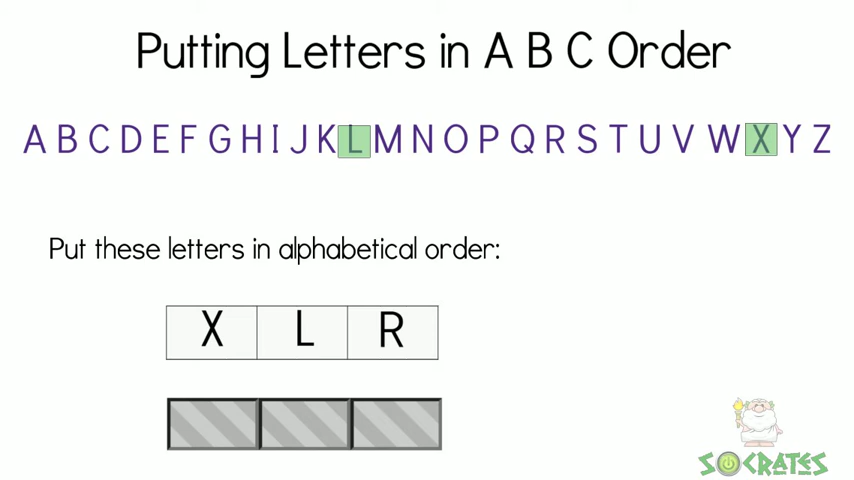 Putting Letters in A B C Order
A B C D E F G H I J K L M N O P Q R S T U V W X Y Z
Put these letters in alphabetical order:
X L R
SOCRATES